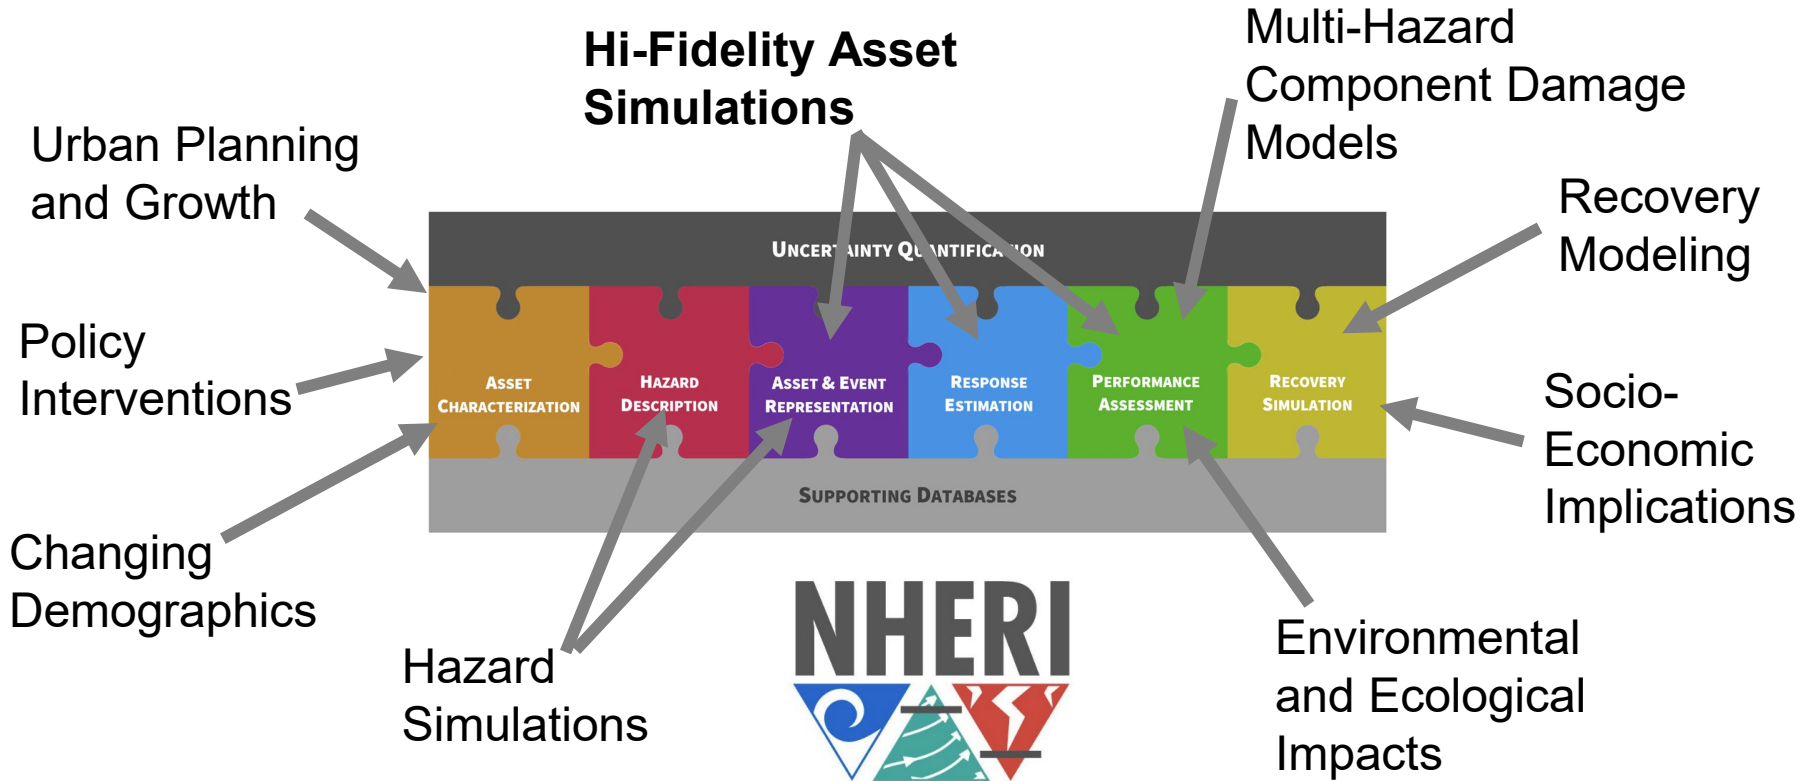 Hi-Fidelity Asset
Simulations
Multi-Hazard
Component Damage
Models
Urban Planning
and Growth
Recovery
Modeling
UNCERTAINTY QUANTIFICATION
Policy
Interventions
ASSET
CHARACTERIZATION
HAZARD
DESCRIPTION
ASSET & EVENT
REPRESENTATION
RESPONSE
ESTIMATION
PERFORMANCE
ASSESSMENT
RECOVERY
SIMULATION
Socio-
Economic
Implications
SUPPORTING DATABASES
Changing
Demographics
Hazard
Simulations
NHERI
Environmental
and Ecological
Impacts